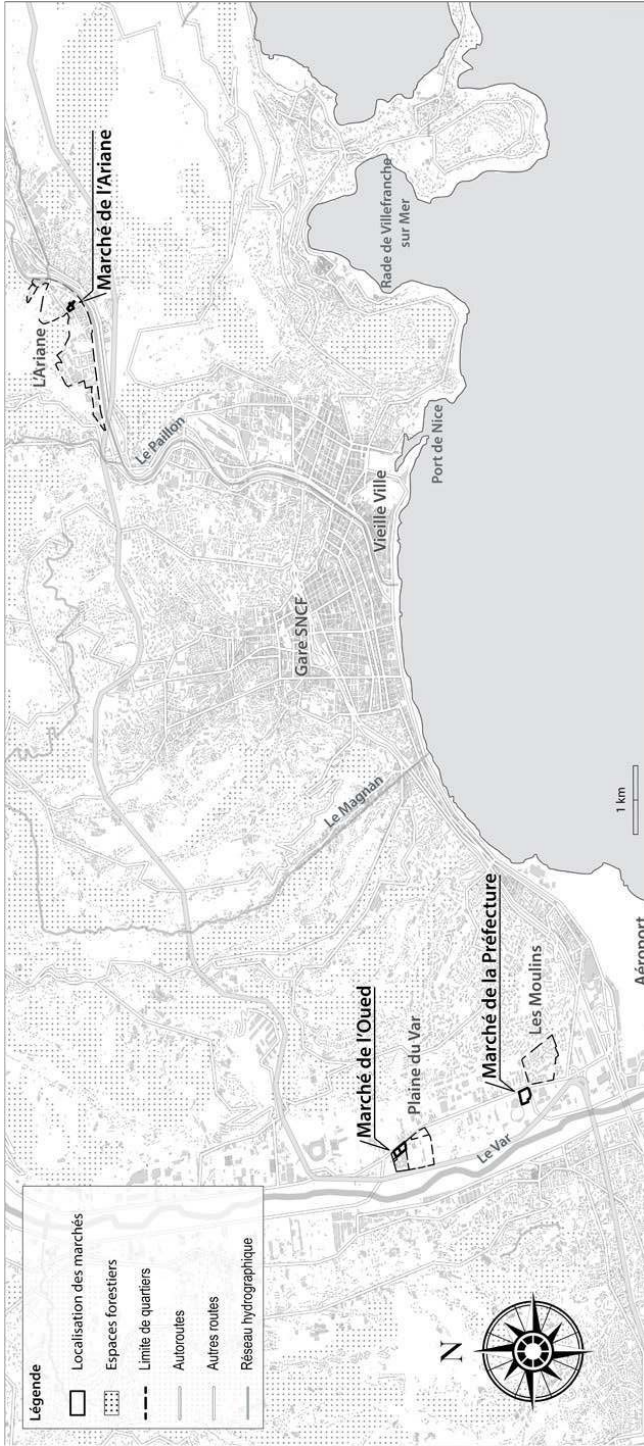 Légende
Localisation des marchés
Espaces forestiers
Limite de quartiers
Autoroutes
Autres routes
Réseau hydrographique
N
L'Ariane
Marché de l'Ariane
Le Paillon
Rade de Villefranche
sur Mer
Port de Nice
Vieille Ville
Gare SNCF
Le Magnan
Marché de l'Oued
Plaine du Var
Marché de la Préfecture
Les Moulins
Le Var
Aéroport
1 km